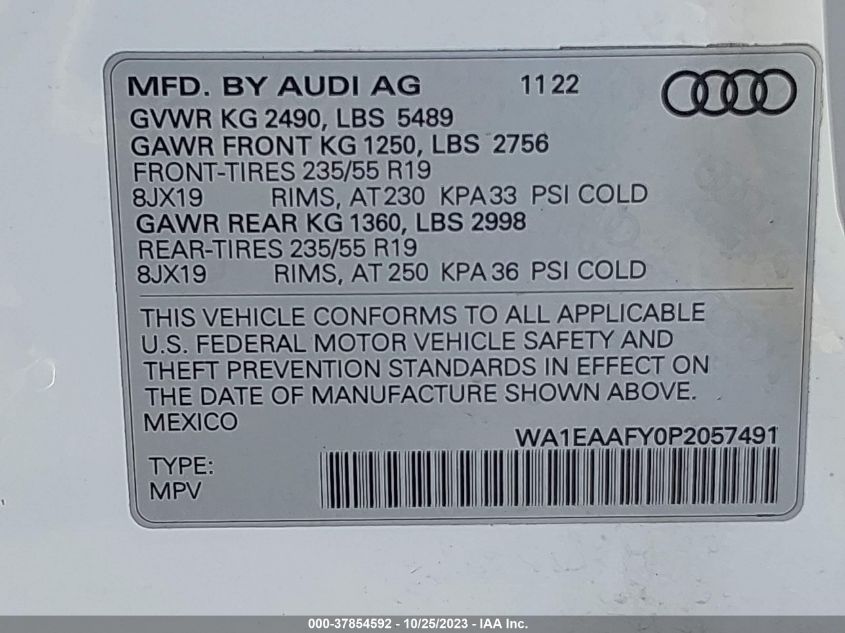 MFD. BY AUDI AG 11 22
GVWR KG 2490, LBS 5489
GAWR FRONT KG 1250, LBS 2756
FRONT-TIRES 235/55 R19
8JX19 RIMS, AT 230 KPA 33 PSI COLD
GAWR REAR KG 1360, LBS 2998
REAR-TIRES 235/55 R19
8JX19 RIMS, AT 250 KPA 36 PSI COLD
THIS VEHICLE CONFORMS TO ALL APPLICABLE
U.S. FEDERAL MOTOR VEHICLE SAFETY AND
THEFT PREVENTION STANDARDS IN EFFECT ON
THE DATE OF MANUFACTURE SHOWN ABOVE.
MEXICO
WA1EAAFY0P2057491
TYPE:
MPV
000-37854592 - 10/25/2023 - IAA Inc.